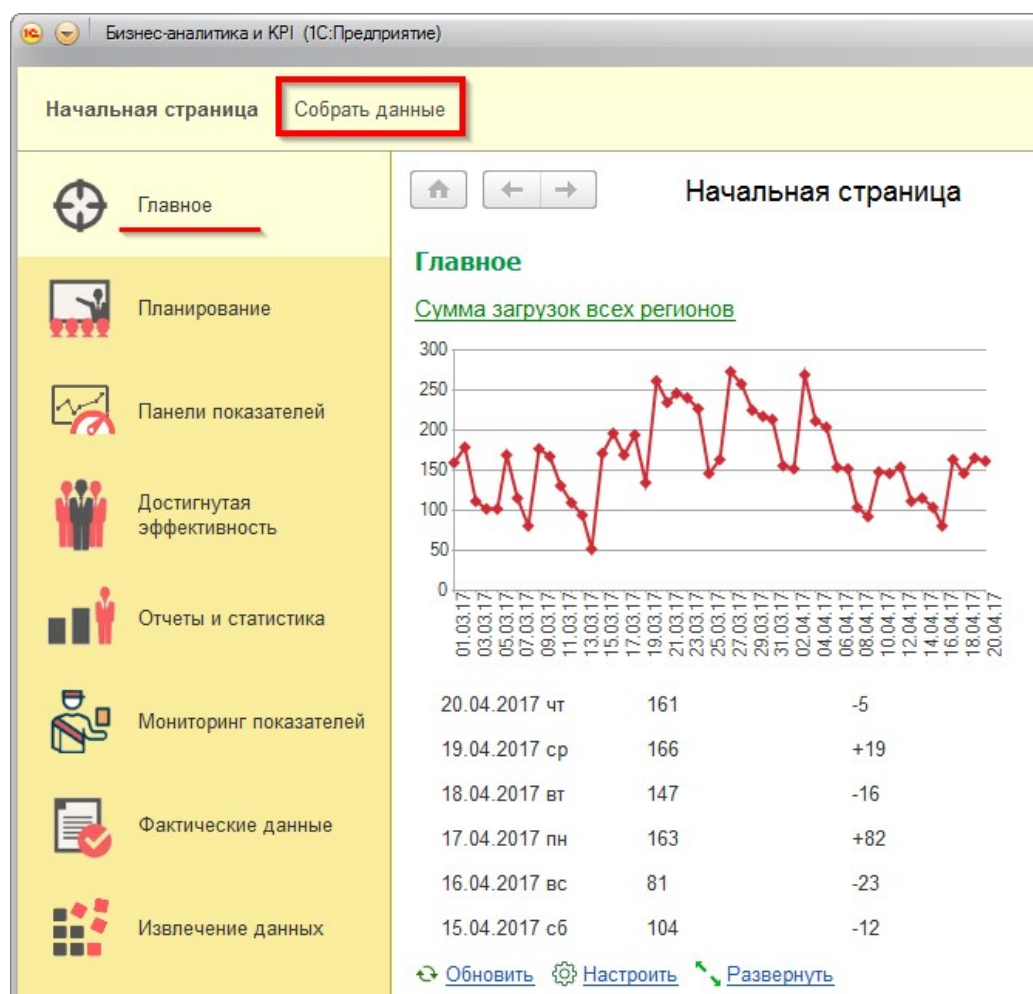 1С Бизнес-аналитика и KPI (1С:Предприятие)
Начальная страница Собрать данные
Главное
Планирование
Панели показателей
Достигнутая
эффективность
Отчеты и статистика
Мониторинг показателей
Фактические данные
Извлечение данных
Начальная страница
Главное
Сумма загрузок всех регионов
300
250
200
150
100
50
0
01.03.17
03.03.17
05.03.17
07.03.17
09.03.17
11.03.17
13.03.17
15.03.17
17.03.17
19.03.17
21.03.17
23.03.17
25.03.17
27.03.17
29.03.17
31.03.17
02.04.17
04.04.17
06.04.17
08.04.17
10.04.17
12.04.17
14.04.17
16.04.17
18.04.17
20.04.17
20.04.2017 чт 161 -5
19.04.2017 ср 166 +19
18.04.2017 вт 147 -16
17.04.2017 пн 163 +82
16.04.2017 вс 81 -23
15.04.2017 сб 104 -12
Обновить Настроить Развернуть